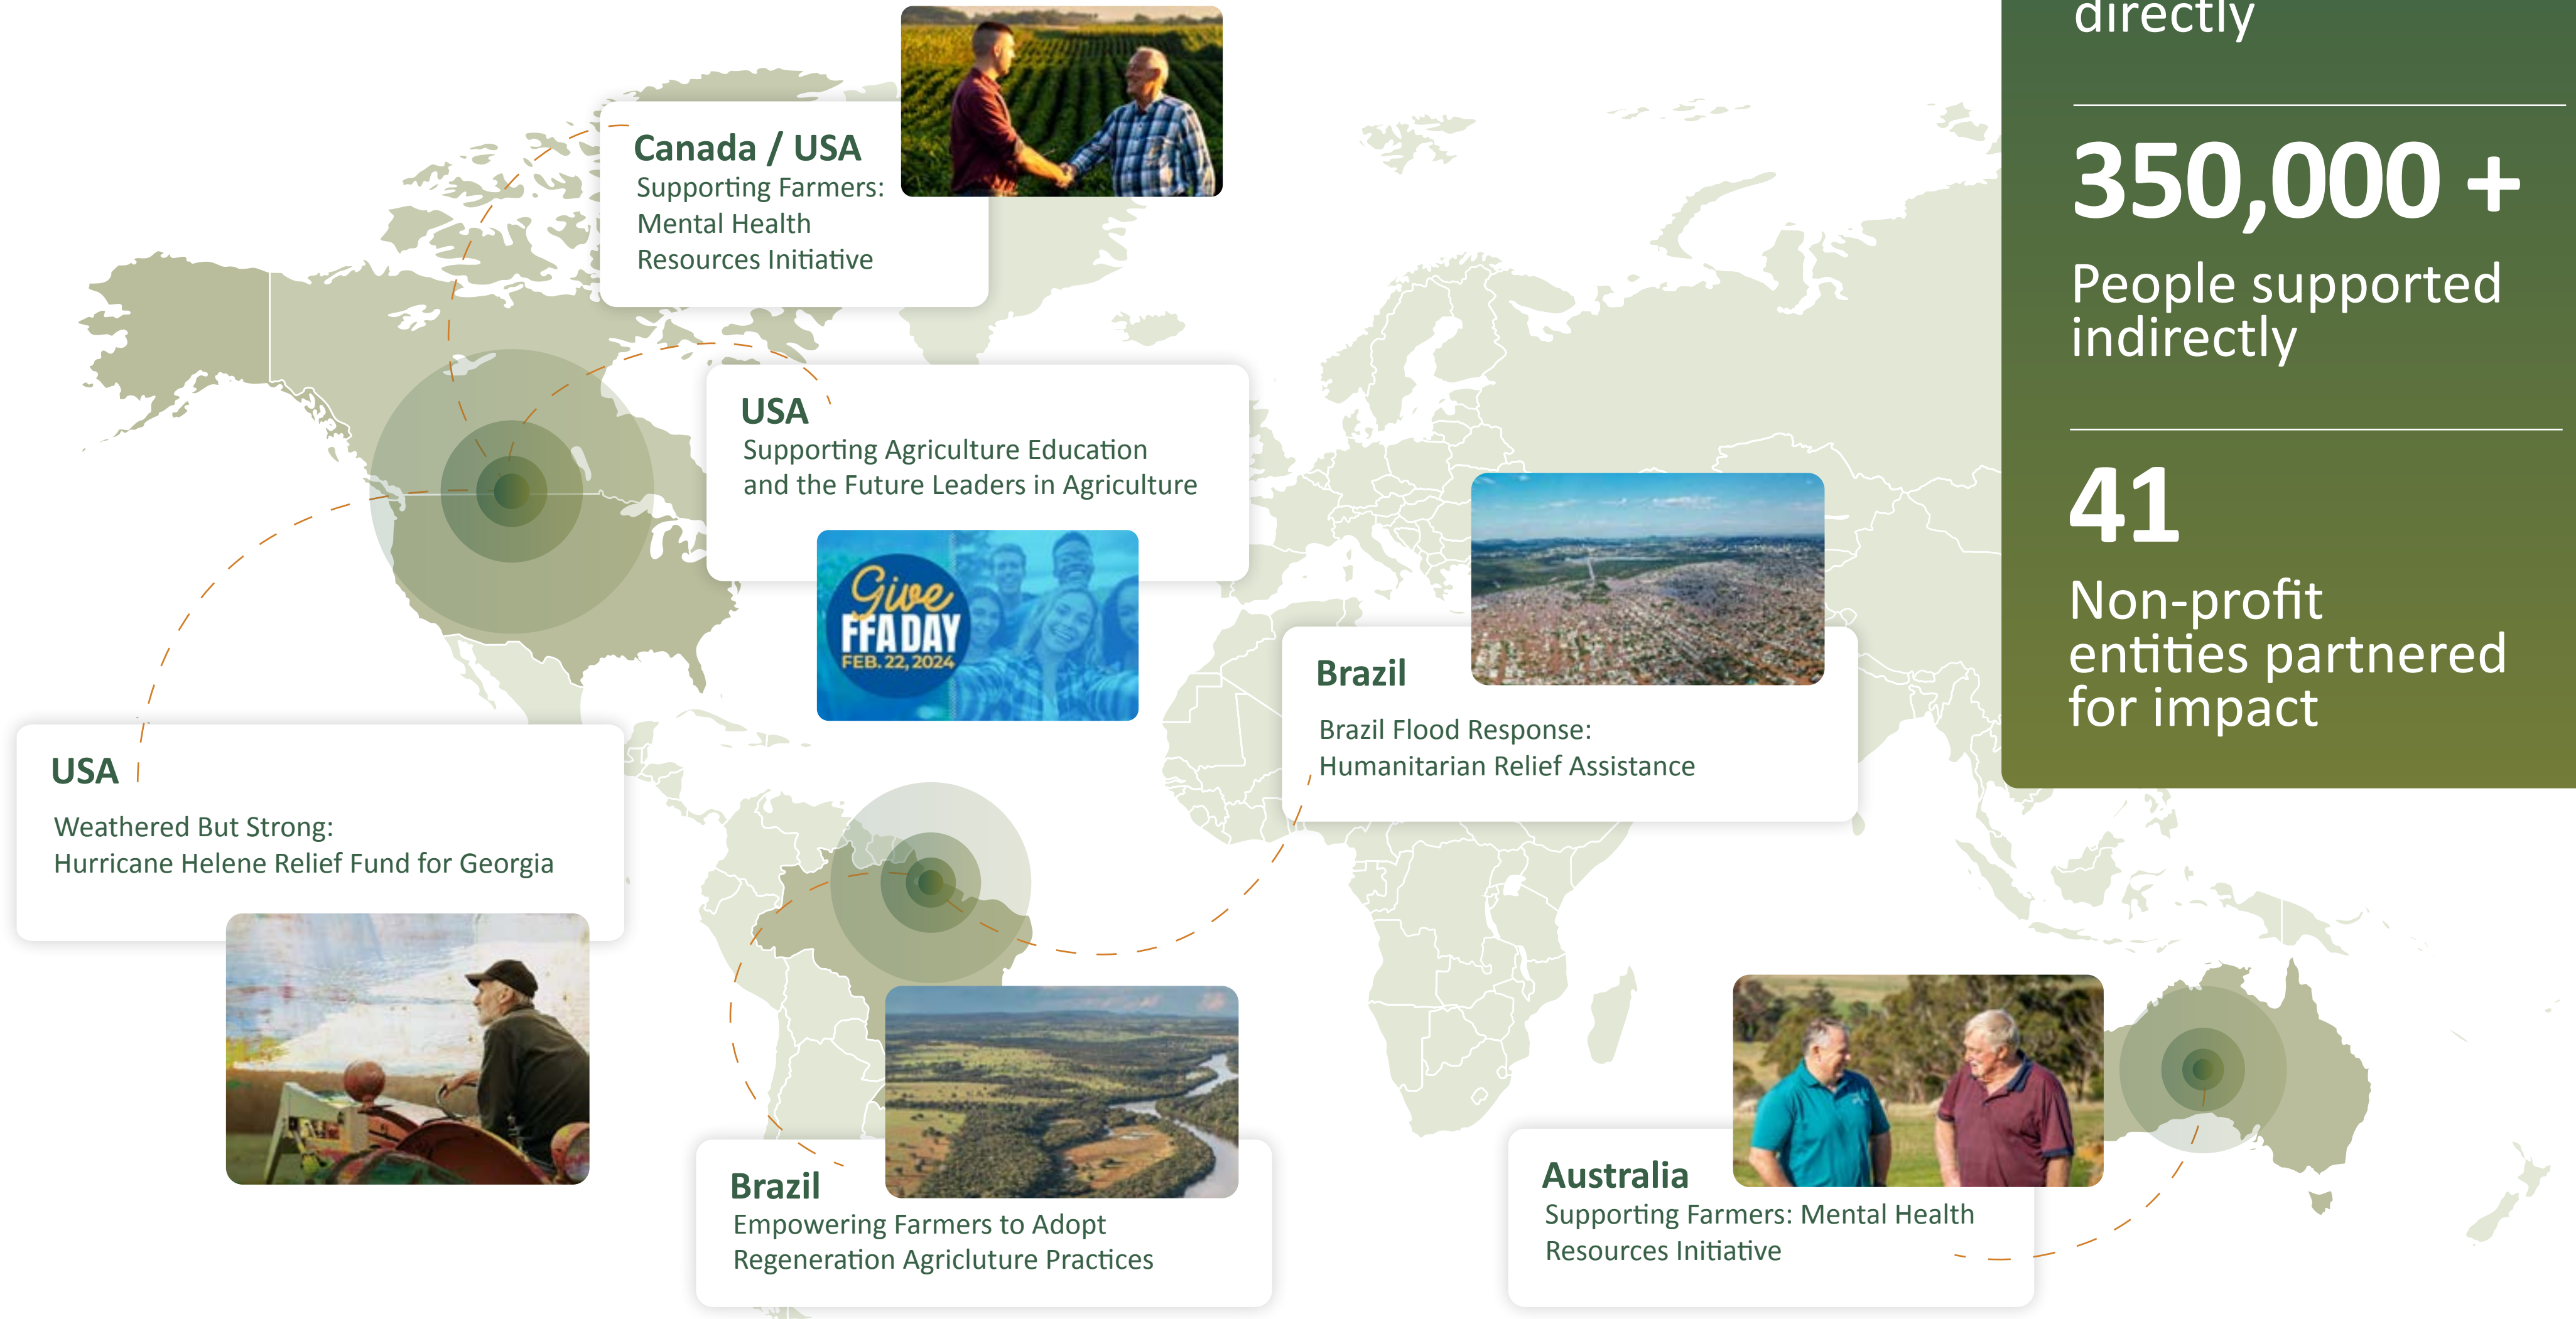 Canada / USA
Supporting Farmers:
Mental Health
Resources Initiative
USA
Supporting Agriculture Education
and the Future Leaders in Agriculture
Give
FFA DAY
FEB. 22, 2024
Brazil
Brazil Flood Response:
Humanitarian Relief Assistance
USA
Weathered But Strong:
Hurricane Helene Relief Fund for Georgia
Brazil
Empowering Farmers to Adopt
Regeneration Agricluture Practices
Australia
Supporting Farmers: Mental Health
Resources Initiative
directly
350,000 +
People supported
indirectly
41
Non-profit
entities partnered
for impact